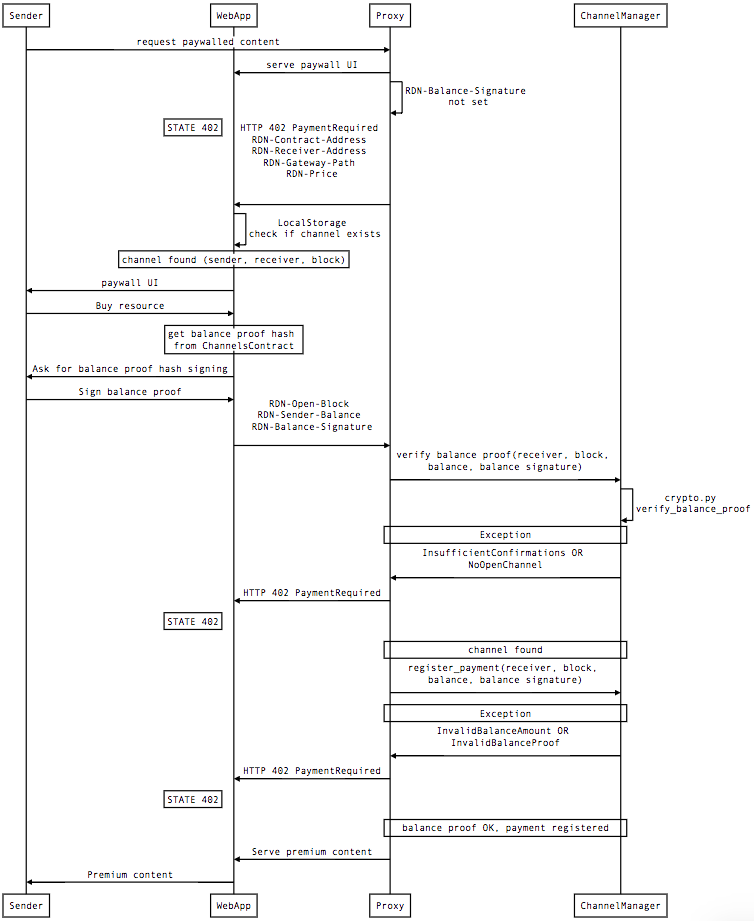 Sender
WebApp
Proxy
ChannelManager
request paywalled content
serve paywall UI
RDN-Balance-Signature
not set
STATE 402
HTTP 402 PaymentRequired
RDN-Contract-Address
RDN-Receiver-Address
RDN-Gateway-Path
RDN-Price
LocalStorage
check if channel exists
channel found (sender, receiver, block)
paywall UI
Buy resource
get balance proof hash
from ChannelsContract
Ask for balance proof hash signing
Sign balance proof
RDN-Open-Block
RDN-Sender-Balance
RDN-Balance-Signature
verify balance proof(receiver, block,
balance, balance signature)
crypto.py
verify_balance_proof
Exception
InsufficientConfirmations OR
NoOpenChannel
HTTP 402 PaymentRequired
STATE 402
channel found
register_payment(receiver, block,
balance, balance signature)
Exception
InvalidBalanceAmount OR
InvalidBalanceProof
HTTP 402 PaymentRequired
STATE 402
balance proof OK, payment registered
Serve premium content
Premium content
Sender
WebApp
Proxy
ChannelManager